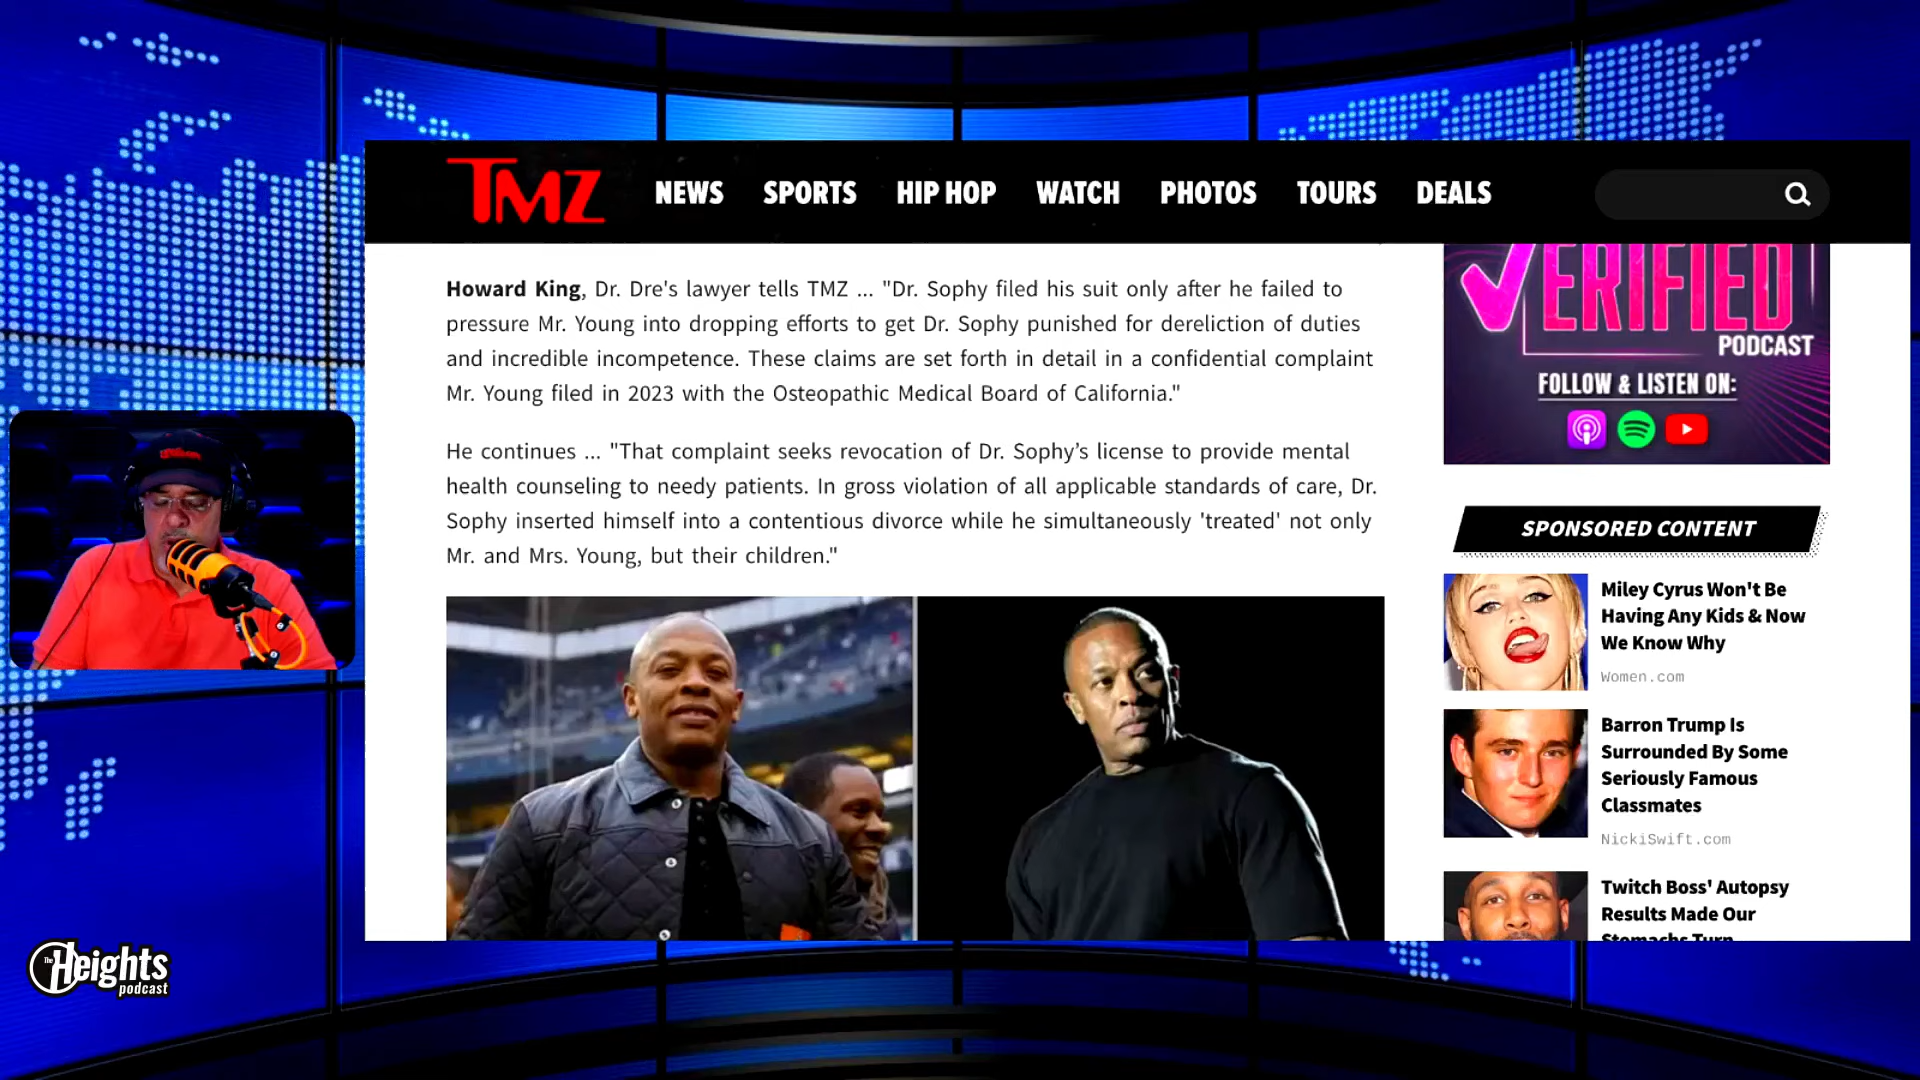 TMZ NEWS SPORTS HIP HOP WATCH PHOTOS TOURS DEALS
Howard King, Dr. Dre's lawyer tells TMZ ... "Dr. Sophy filed his suit only after he failed to
pressure Mr. Young into dropping efforts to get Dr. Sophy punished for dereliction of duties
and incredible incompetence. These claims are set forth in detail in a confidential complaint
Mr. Young filed in 2023 with the Osteopathic Medical Board of California."
He continues ... "That complaint seeks revocation of Dr. Sophy’s license to provide mental
health counseling to needy patients. In gross violation of all applicable standards of care, Dr.
Sophy inserted himself into a contentious divorce while he simultaneously 'treated' not only
Mr. and Mrs. Young, but their children."
VERIFIED
PODCAST
FOLLOW & LISTEN ON:
SPONSORED CONTENT
Miley Cyrus Won't Be
Having Any Kids & Now
We Know Why
Women.com
Barron Trump Is
Surrounded By Some
Seriously Famous
Classmates
NickiSwift.com
Twitch Boss' Autopsy
Results Made Our
Stomachs Turn
Wilson
The Heights
podcast